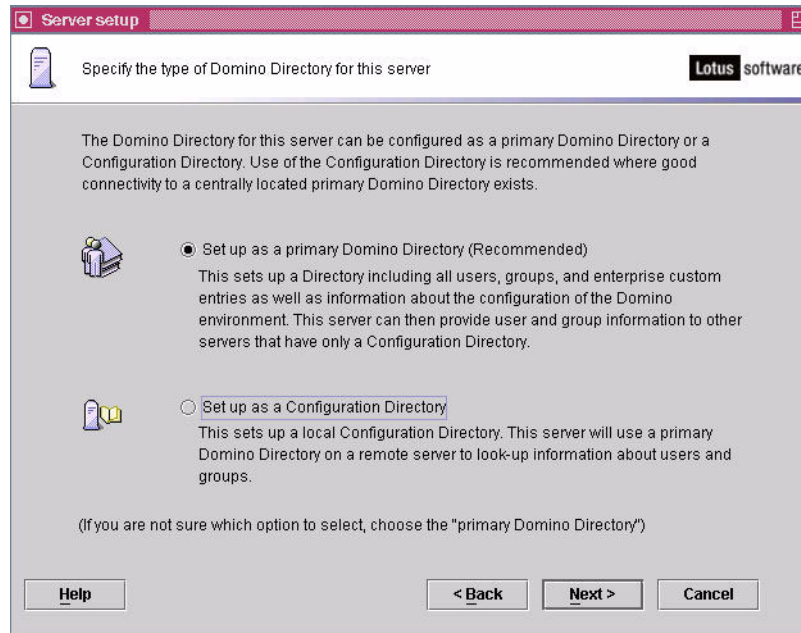 Server setup
Specify the type of Domino Directory for this server
Lotus software
The Domino Directory for this server can be configured as a primary Domino Directory or a
Configuration Directory. Use of the Configuration Directory is recommended where good
connectivity to a centrally located primary Domino Directory exists.
Set up as a primary Domino Directory (Recommended)
This sets up a Directory including all users, groups, and enterprise custom
entries as well as information about the configuration of the Domino
environment. This server can then provide user and group information to other
servers that have only a Configuration Directory.
Set up as a Configuration Directory
This sets up a local Configuration Directory. This server will use a primary
Domino Directory on a remote server to look-up information about users and
groups.
(If you are not sure which option to select, choose the "primary Domino Directory")
Help
< Back
Next >
Cancel